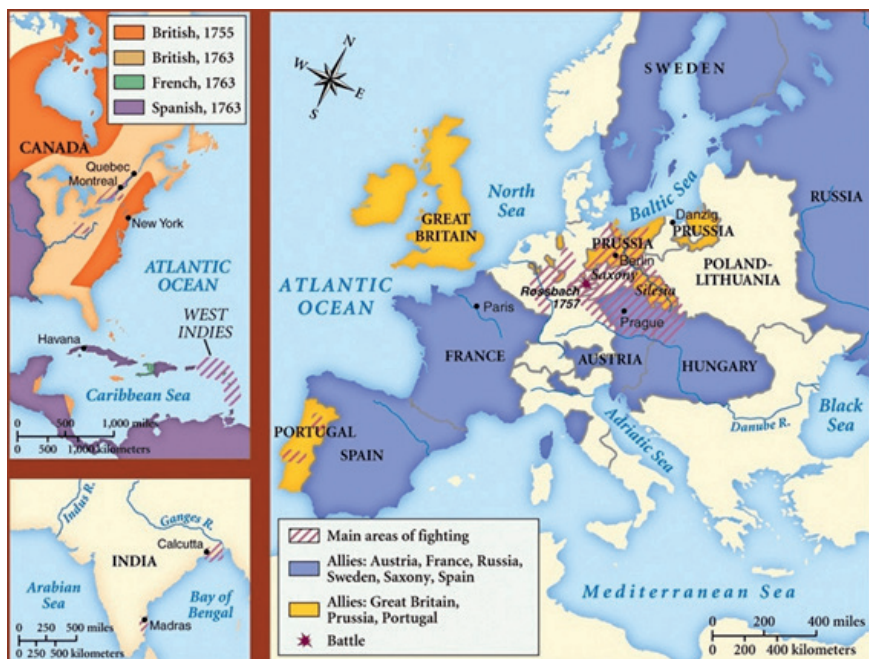 British, 1755
British, 1763
French, 1763
Spanish, 1763
CANADA
Quebec
Montreal
New York
ATLANTIC
OCEAN
WEST
INDIES
Havana
Caribbean Sea
0 500 1,000 miles
0 500 1,000 kilometers
Indus R.
Ganges R.
Calcutta
INDIA
Arabian
Sea
Bay of
Bengal
Madras
0 250 500 miles
0 250 500 kilometers
N
W
E
S
SWEDEN
North
Sea
Baltic Sea
RUSSIA
GREAT
BRITAIN
Danzig
PRUSSIA
PRUSSIA
Berlin
Saxony
POLAND-
LITHUANIA
ATLANTIC
OCEAN
Rossbach
1757
Silesia
Paris
Prague
FRANCE
AUSTRIA
HUNGARY
PORTUGAL
SPAIN
Adriatic Sea
Danube R.
Black
Sea
Mediterranean Sea
Main areas of fighting
Allies: Austria, France, Russia,
Sweden, Saxony, Spain
Allies: Great Britain,
Prussia, Portugal
Battle
0 200 400 miles
0 200 400 kilometers